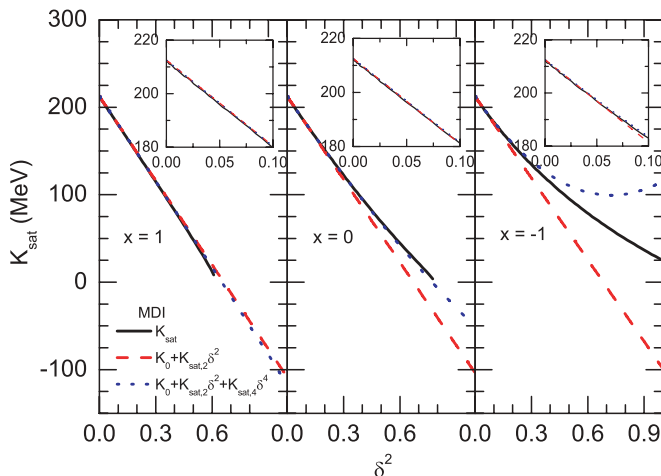 300
200
100
0
-100
K_sat (MeV)
220
200
180
0.00 0.05 0.10
220
200
180
0.00 0.05 0.10
220
200
180
0.00 0.05 0.10
x = 1
x = 0
x = -1
MDI
K_sat
K_0+K_sat,2δ^2
K_0+K_sat,2δ^2+K_sat,4δ^4
0.0 0.3 0.6 0.0 0.3 0.6 0.0 0.3 0.6 0.9
δ^2